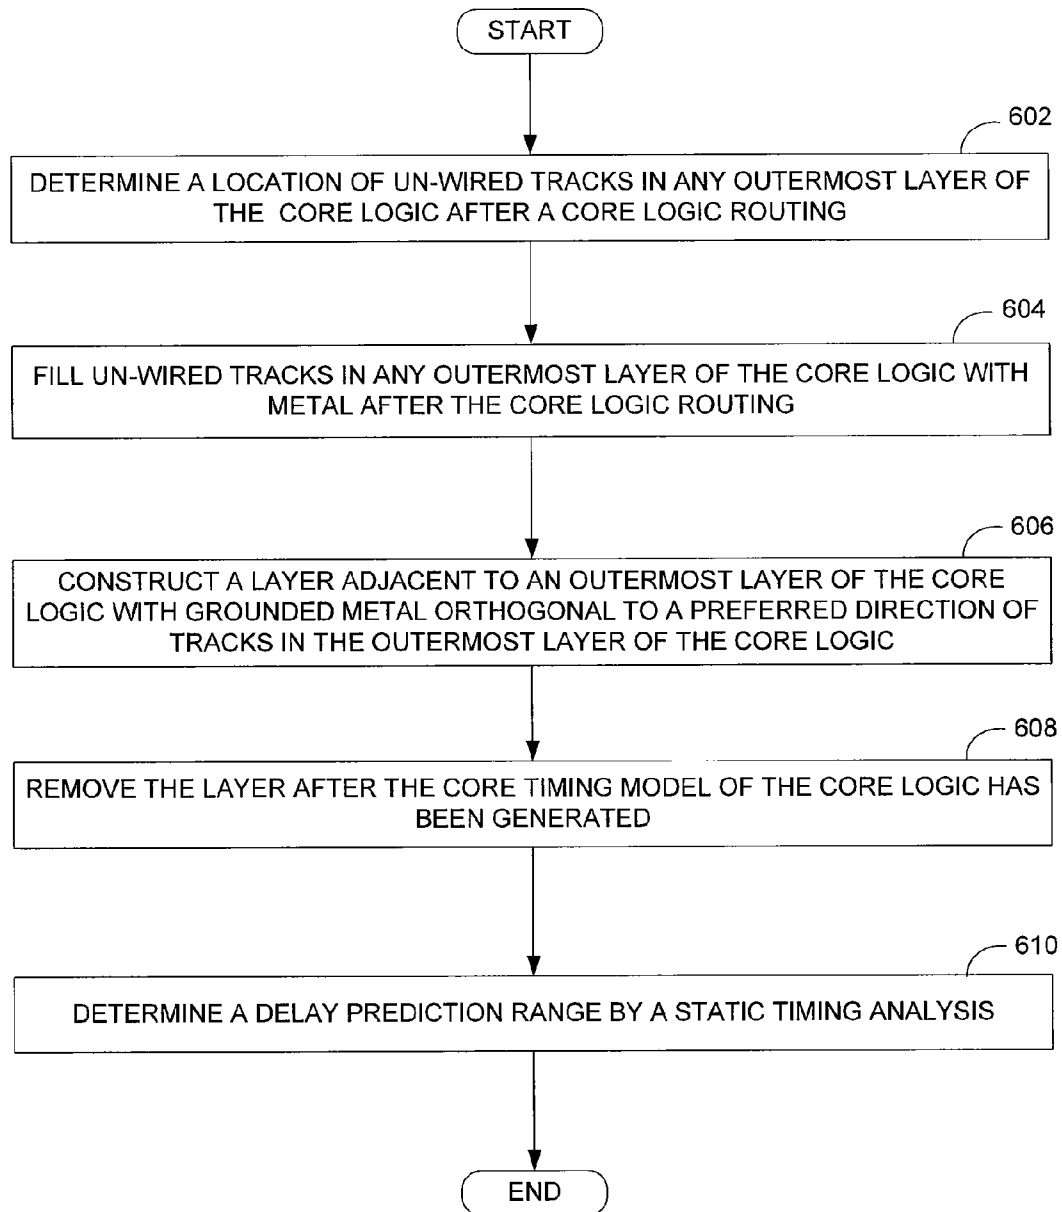 START
602
DETERMINE A LOCATION OF UN-WIRED TRACKS IN ANY OUTERMOST LAYER OF
THE CORE LOGIC AFTER A CORE LOGIC ROUTING
604
FILL UN-WIRED TRACKS IN ANY OUTERMOST LAYER OF THE CORE LOGIC WITH
METAL AFTER THE CORE LOGIC ROUTING
606
CONSTRUCT A LAYER ADJACENT TO AN OUTERMOST LAYER OF THE CORE
LOGIC WITH GROUNDED METAL ORTHOGONAL TO A PREFERRED DIRECTION OF
TRACKS IN THE OUTERMOST LAYER OF THE CORE LOGIC
608
REMOVE THE LAYER AFTER THE CORE TIMING MODEL OF THE CORE LOGIC HAS
BEEN GENERATED
610
DETERMINE A DELAY PREDICTION RANGE BY A STATIC TIMING ANALYSIS
END